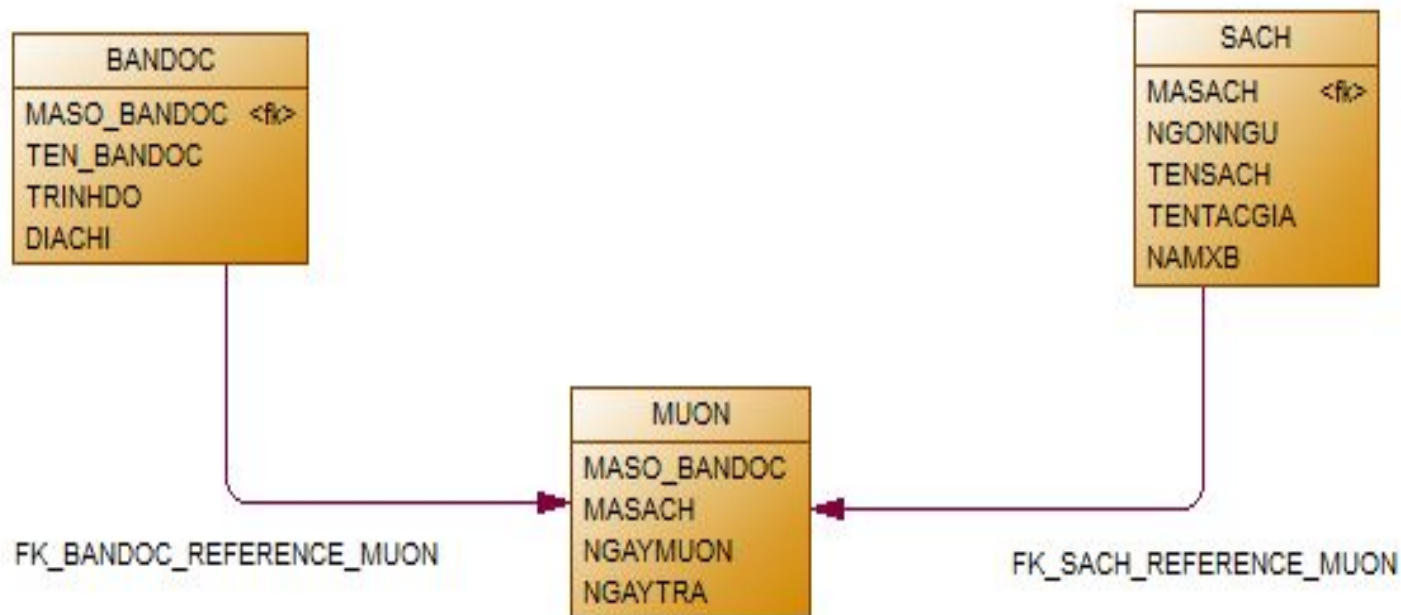 BANDOC
MASO_BANDOC <fk>
TEN_BANDOC
TRINHDO
DIACHI
SACH
MASACH <fk>
NGONNGU
TENSACH
TENTACGIA
NAMXB
MUON
MASO_BANDOC
MASACH
NGAYMUON
NGAYTRA
FK_BANDOC_REFERENCE_MUON
FK_SACH_REFERENCE_MUON